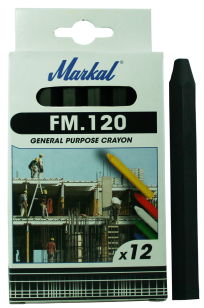 Markal
FM.120
GENERAL PURPOSE CRAYON
x12